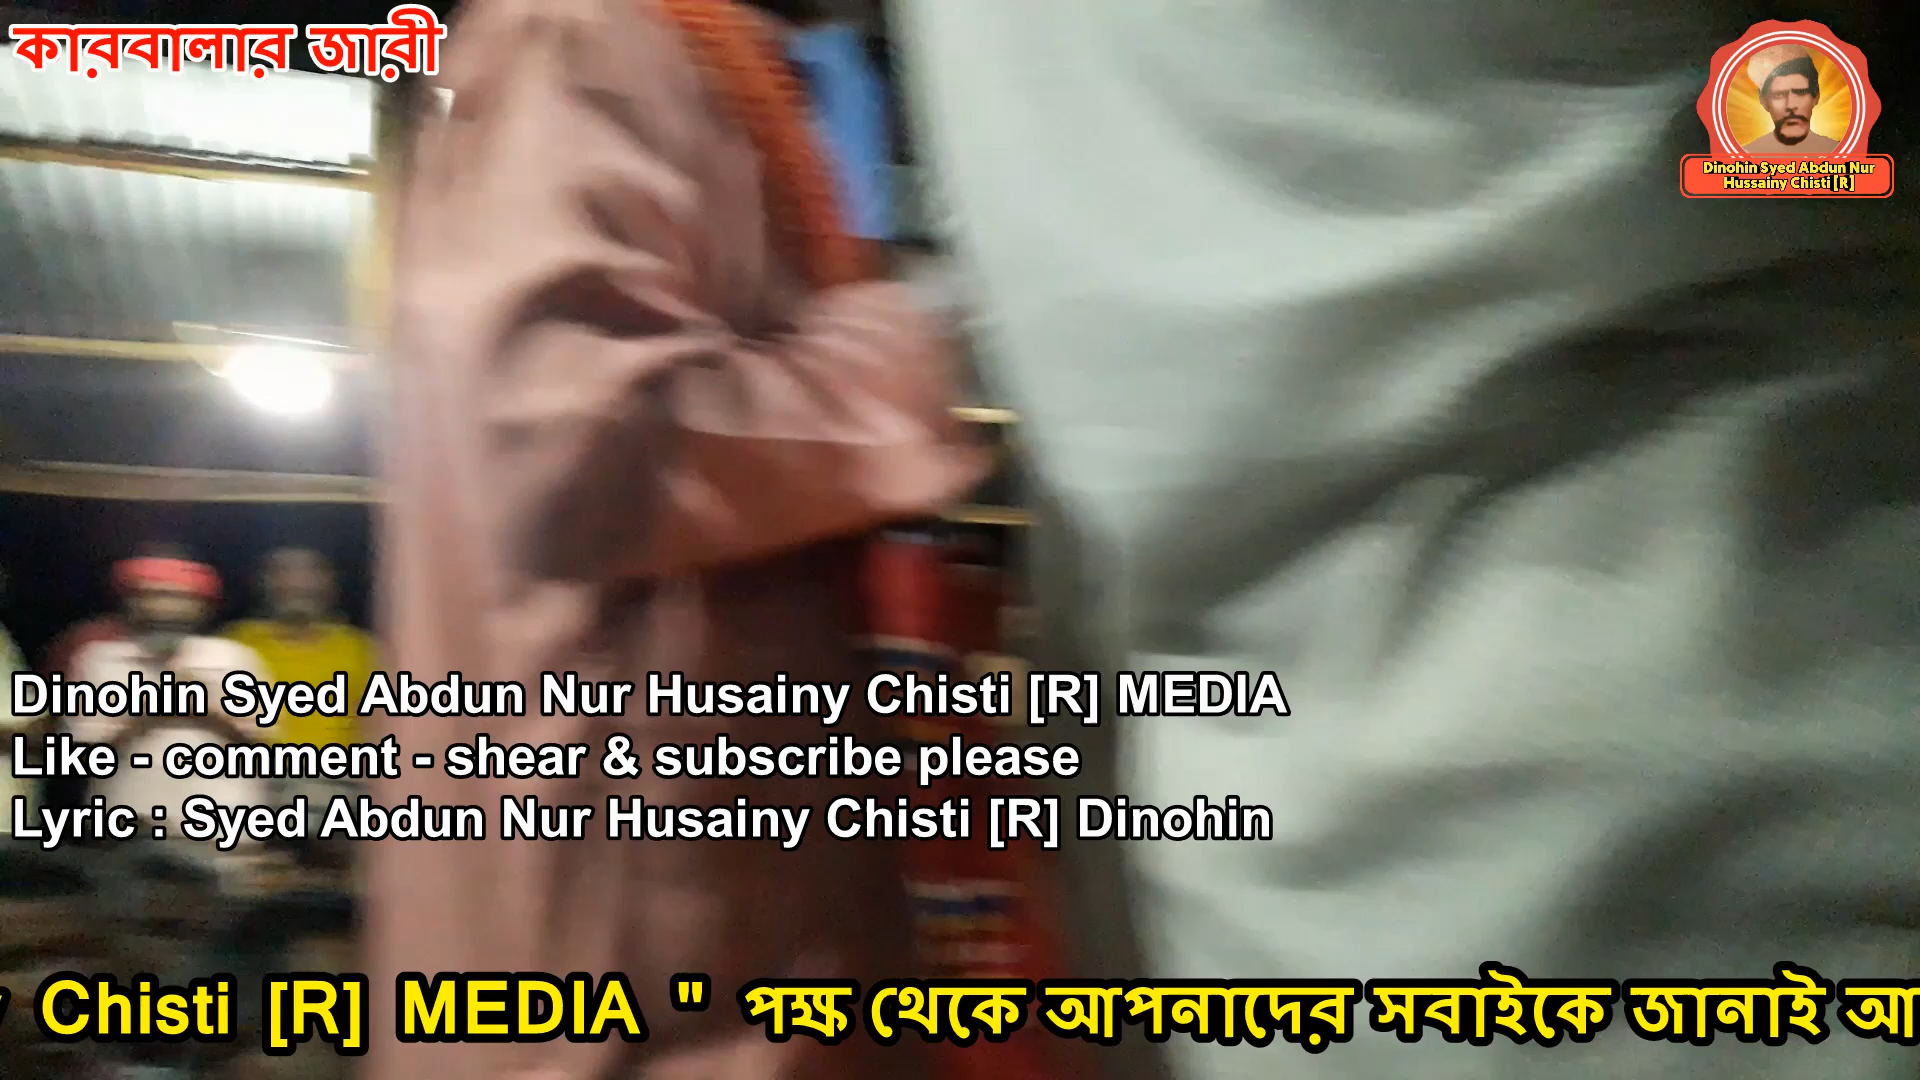 কারবালার জারী
Dinohin Syed Abdun Nur
Hussainy Chisti [R]
Dinohin Syed Abdun Nur Husainy Chisti [R] MEDIA
Like - comment - shear & subscribe please
Lyric : Syed Abdun Nur Husainy Chisti [R] Dinohin
Chisti [R] MEDIA " পক্ষ থেকে আপনাদের সবাইকে জানাই আ